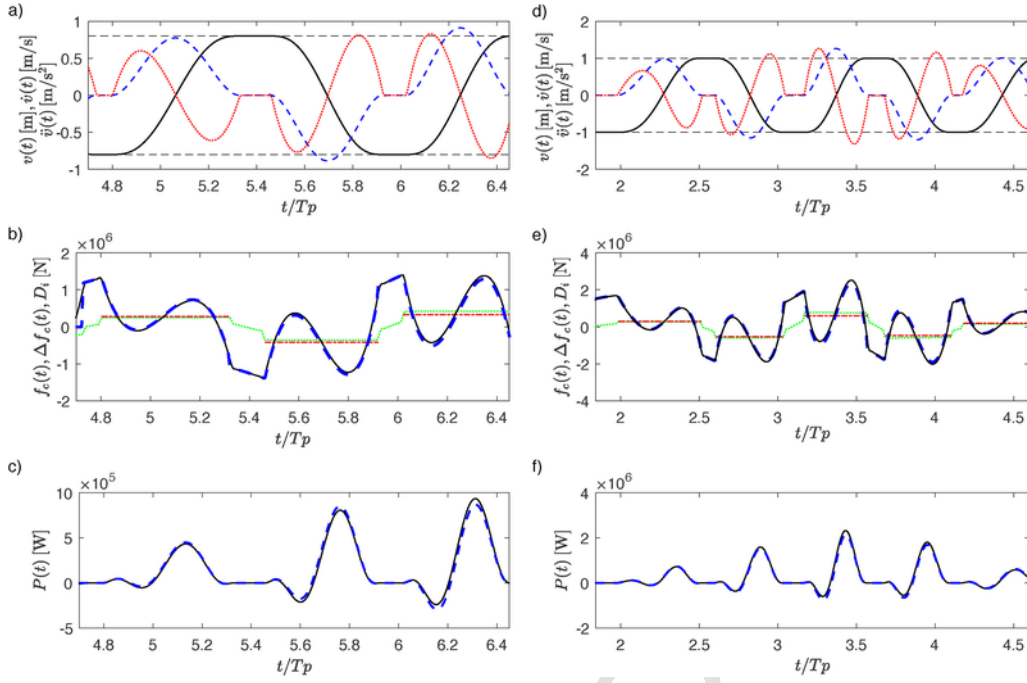 a)
v(t) [m], v̇(t) [m/s]
v̈(t) [m/s²]
1
0.5
0
-0.5
-1
4.8 5 5.2 5.4 5.6 5.8 6 6.2 6.4
t/Tp
d)
v(t) [m], v̇(t) [m/s]
v̈(t) [m/s²]
2
1
0
-1
-2
2 2.5 3 3.5 4 4.5
t/Tp
b)
×10⁶
f_c(t), Δf_c(t), D_i [N]
2
1
0
-1
-2
4.8 5 5.2 5.4 5.6 5.8 6 6.2 6.4
t/Tp
e)
×10⁶
f_c(t), Δf_c(t), D_i [N]
4
2
0
-2
-4
2 2.5 3 3.5 4 4.5
t/Tp
c)
×10⁵
P(t) [W]
10
5
0
-5
4.8 5 5.2 5.4 5.6 5.8 6 6.2 6.4
t/Tp
f)
×10⁶
P(t) [W]
4
2
0
-2
2 2.5 3 3.5 4 4.5
t/Tp